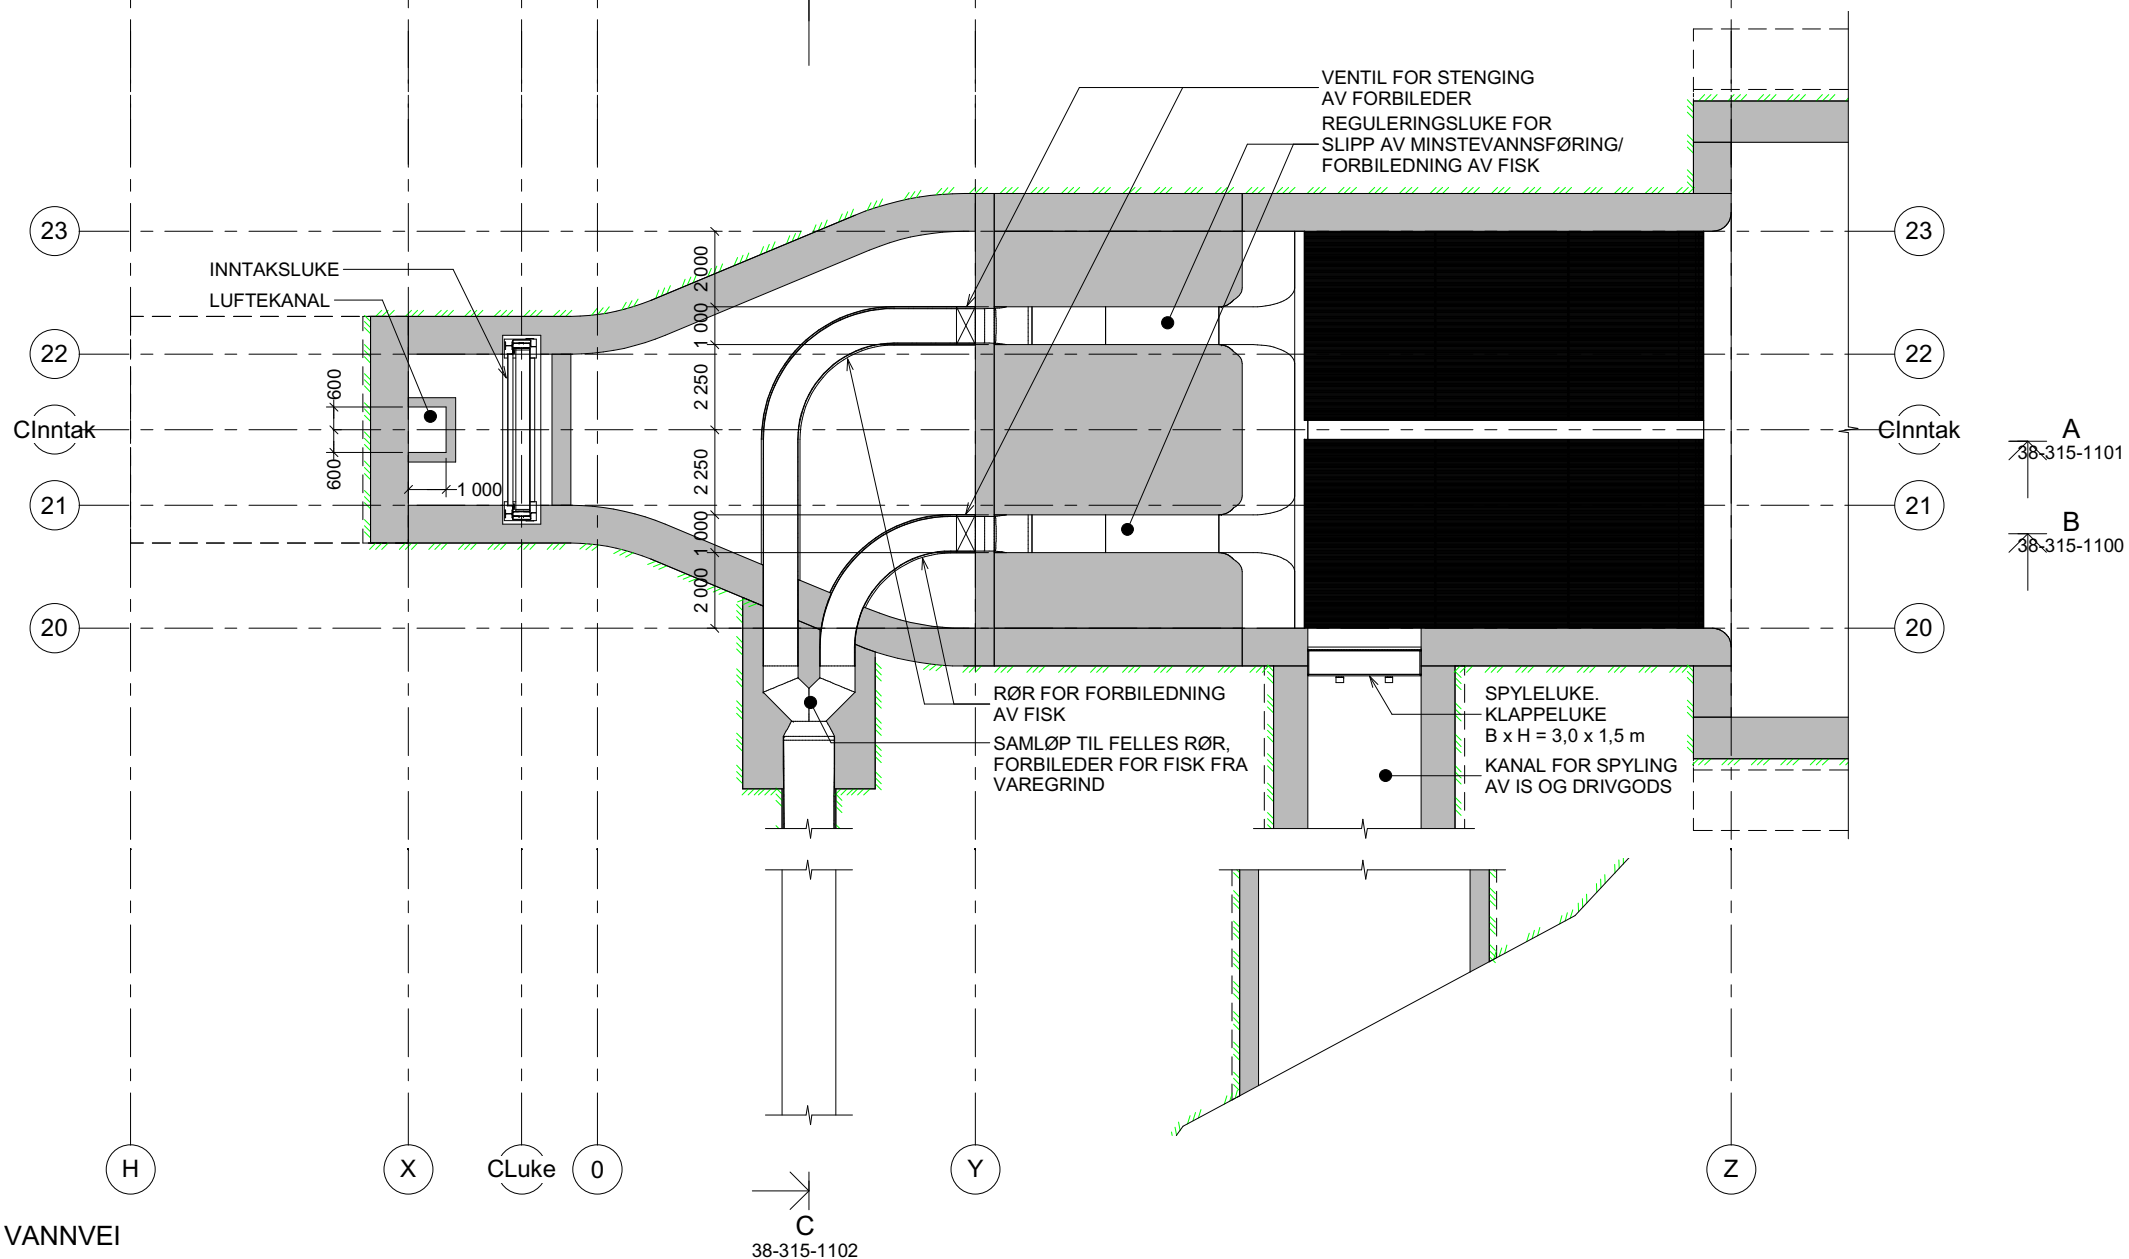 VENTIL FOR STENGING
AV FORBILEDER
REGULERINGSLUKE FOR
SLIPP AV MINSTEVANNSFØRING/
FORBILEDNING AV FISK
23
23
2 000
INNTAKSLUKE
LUFTEKANAL
1 000
22
22
600
2 250
CInntak
CInntak
A
38-315-1101
600
2 250
1 000
21
21
B
38-315-1100
1 000
2 000
20
20
RØR FOR FORBILEDNING
AV FISK
SAMLØP TIL FELLES RØR,
FORBILEDER FOR FISK FRA
VAREGRIND
SPYLELUKE.
KLAPPELUKE
B x H = 3,0 x 1,5 m
KANAL FOR SPYLING
AV IS OG DRIVGODS
H
X
CLuke
0
Y
Z
C
38-315-1102
VANNVEI